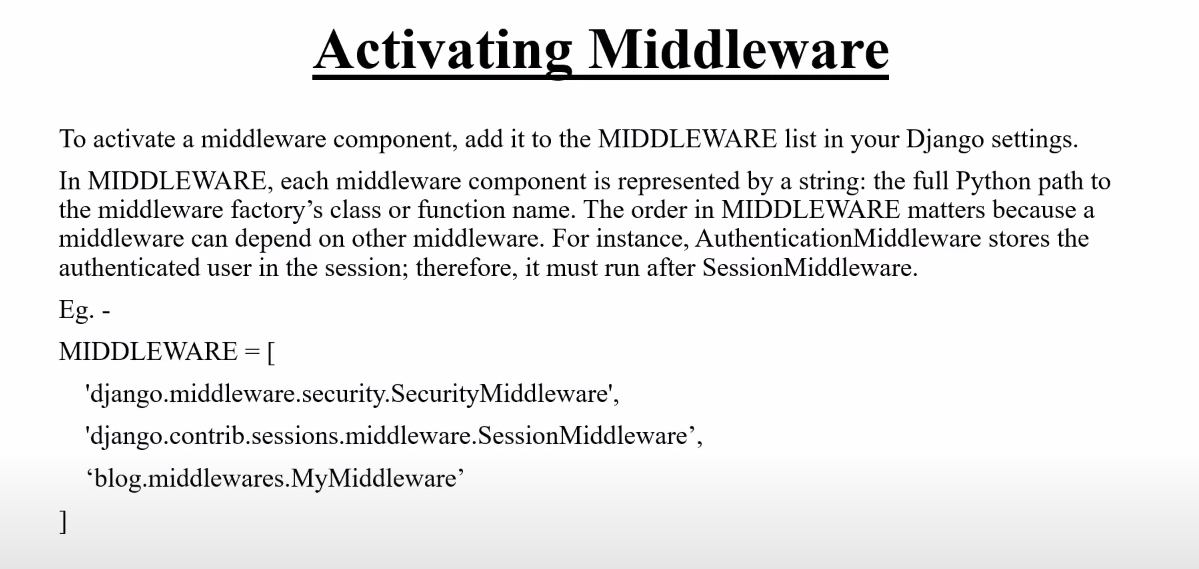 Activating Middleware
To activate a middleware component, add it to the MIDDLEWARE list in your Django settings.
In MIDDLEWARE, each middleware component is represented by a string: the full Python path to
the middleware factory’s class or function name. The order in MIDDLEWARE matters because a
middleware can depend on other middleware. For instance, AuthenticationMiddleware stores the
authenticated user in the session; therefore, it must run after SessionMiddleware.
Eg. -
MIDDLEWARE = [
'django.middleware.security.SecurityMiddleware',
'django.contrib.sessions.middleware.SessionMiddleware’,
‘blog.middlewares.MyMiddleware’
]